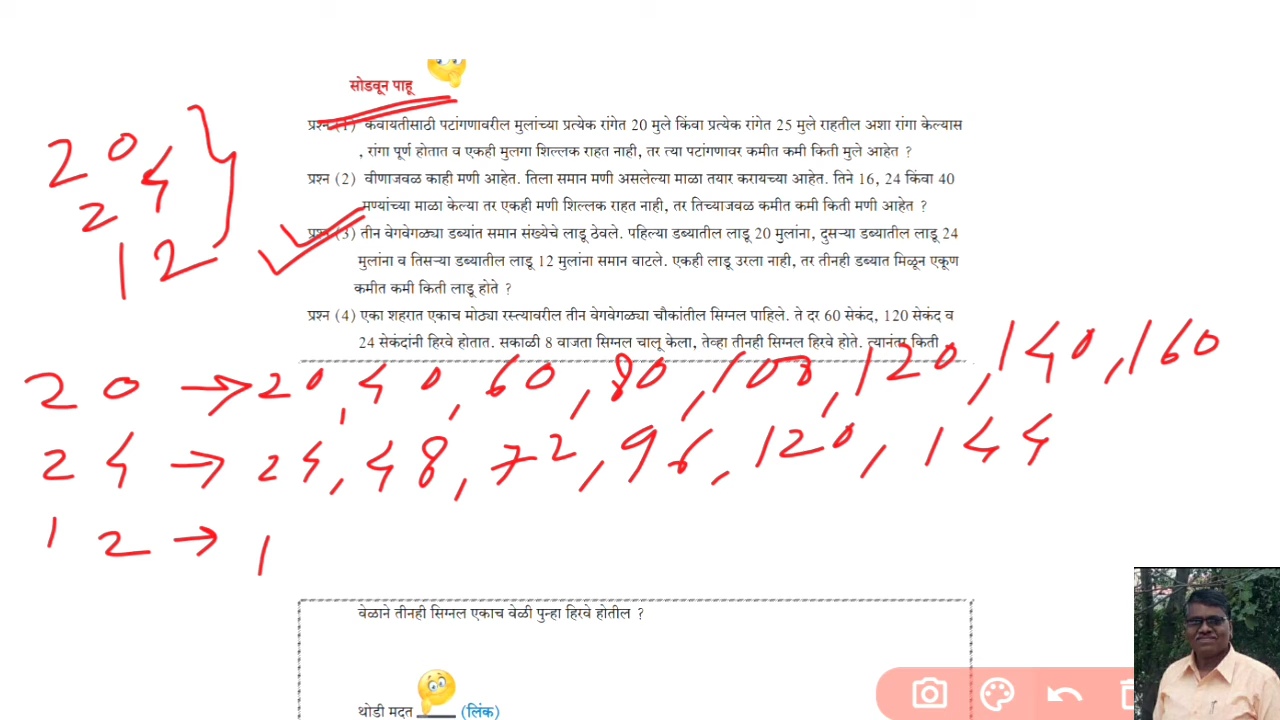 सोडवून पाहू
प्रश्न (1) कवायतीसाठी पटांगणावरील मुलांच्या प्रत्येक रांगेत 20 मुले किंवा प्रत्येक रांगेत 25 मुले राहतील अशा रांगा केल्यास
, रांगा पूर्ण होतात व एकही मुलगा शिल्लक राहत नाही, तर त्या पटांगणावर कमीत कमी किती मुले आहेत ?
प्रश्न (2) वीणाजवळ काही मणी आहेत. तिला समान मणी असलेल्या माळा तयार करायच्या आहेत. तिने 16, 24 किंवा 40
मण्यांच्या माळा केल्या तर एकही मणी शिल्लक राहत नाही, तर तिच्याजवळ कमीत कमी किती मणी आहेत ?
प्रश्न (3) तीन वेगवेगळ्या डब्यांत समान संख्येचे लाडू ठेवले. पहिल्या डब्यातील लाडू 20 मुलांना, दुसऱ्या डब्यातील लाडू 24
मुलांना व तिसऱ्या डब्यातील लाडू 12 मुलांना समान वाटले. एकही लाडू उरला नाही, तर तीनही डब्यात मिळून एकूण
कमीत कमी किती लाडू होते ?
प्रश्न (4) एका शहरात एकाच मोठ्या रस्त्यावरील तीन वेगवेगळ्या चौकांतील सिग्नल पाहिले. ते दर 60 सेकंद, 120 सेकंद व
24 सेकंदांनी हिरवे होतात. सकाळी 8 वाजता सिग्नल चालू केला, तेव्हा तीनही सिग्नल हिरवे होते. त्यानंतर किती
20
24
12
20 → 20, 40, 60, 80, 100, 120, 140, 160
24 → 24, 48, 72, 96, 120, 144
12 → 1
वेळाने तीनही सिग्नल एकाच वेळी पुन्हा हिरवे होतील ?
थोडी मदत (लिंक)